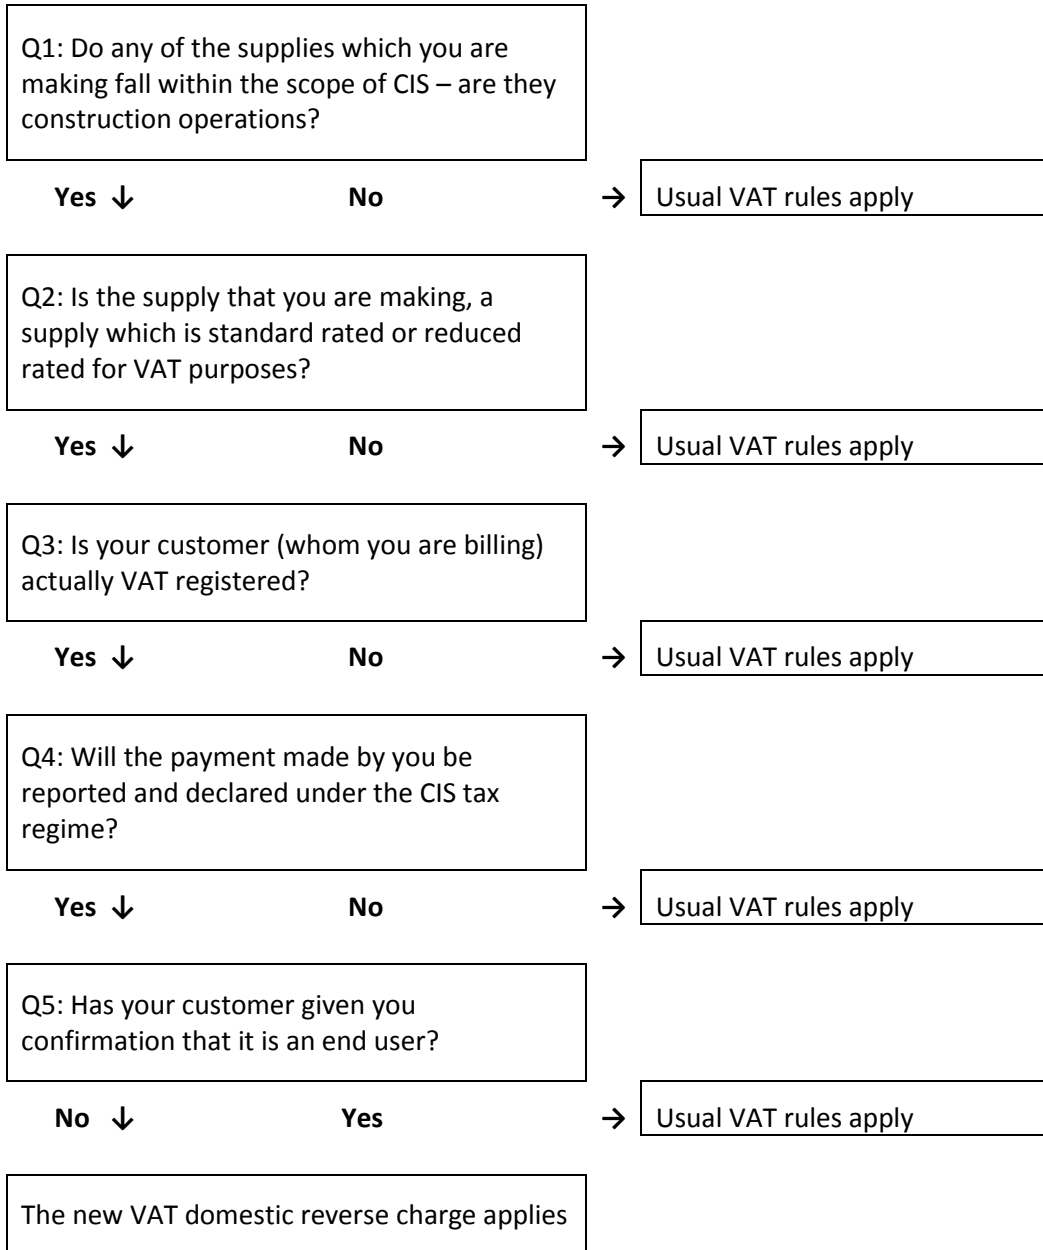 Q1: Do any of the supplies which you are
making fall within the scope of CIS – are they
construction operations?
Yes ↓ No → Usual VAT rules apply
Q2: Is the supply that you are making, a
supply which is standard rated or reduced
rated for VAT purposes?
Yes ↓ No → Usual VAT rules apply
Q3: Is your customer (whom you are billing)
actually VAT registered?
Yes ↓ No → Usual VAT rules apply
Q4: Will the payment made by you be
reported and declared under the CIS tax
regime?
Yes ↓ No → Usual VAT rules apply
Q5: Has your customer given you
confirmation that it is an end user?
No ↓ Yes → Usual VAT rules apply
The new VAT domestic reverse charge applies